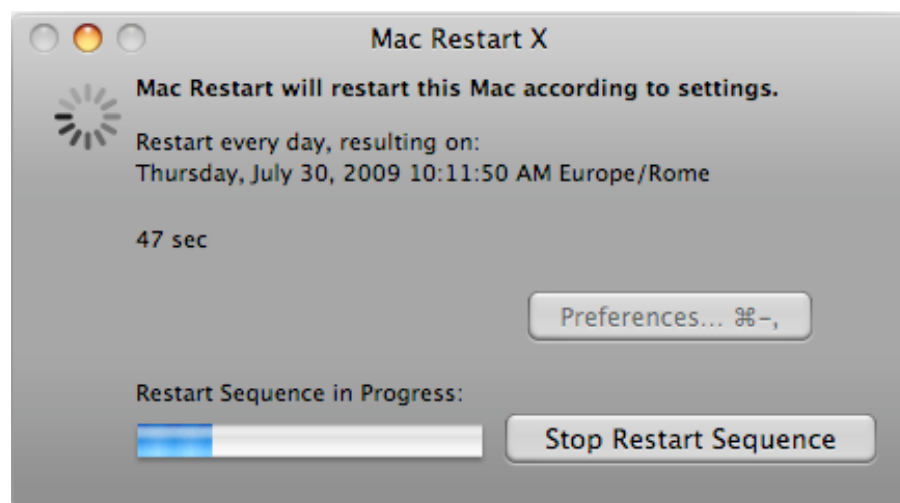 Mac Restart X
Mac Restart will restart this Mac according to settings.
Restart every day, resulting on:
Thursday, July 30, 2009 10:11:50 AM Europe/Rome
47 sec
Preferences... ⌘–,
Restart Sequence in Progress:
Stop Restart Sequence